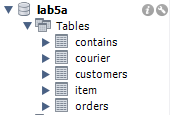 lab5a
Tables
contains
courier
customers
item
orders